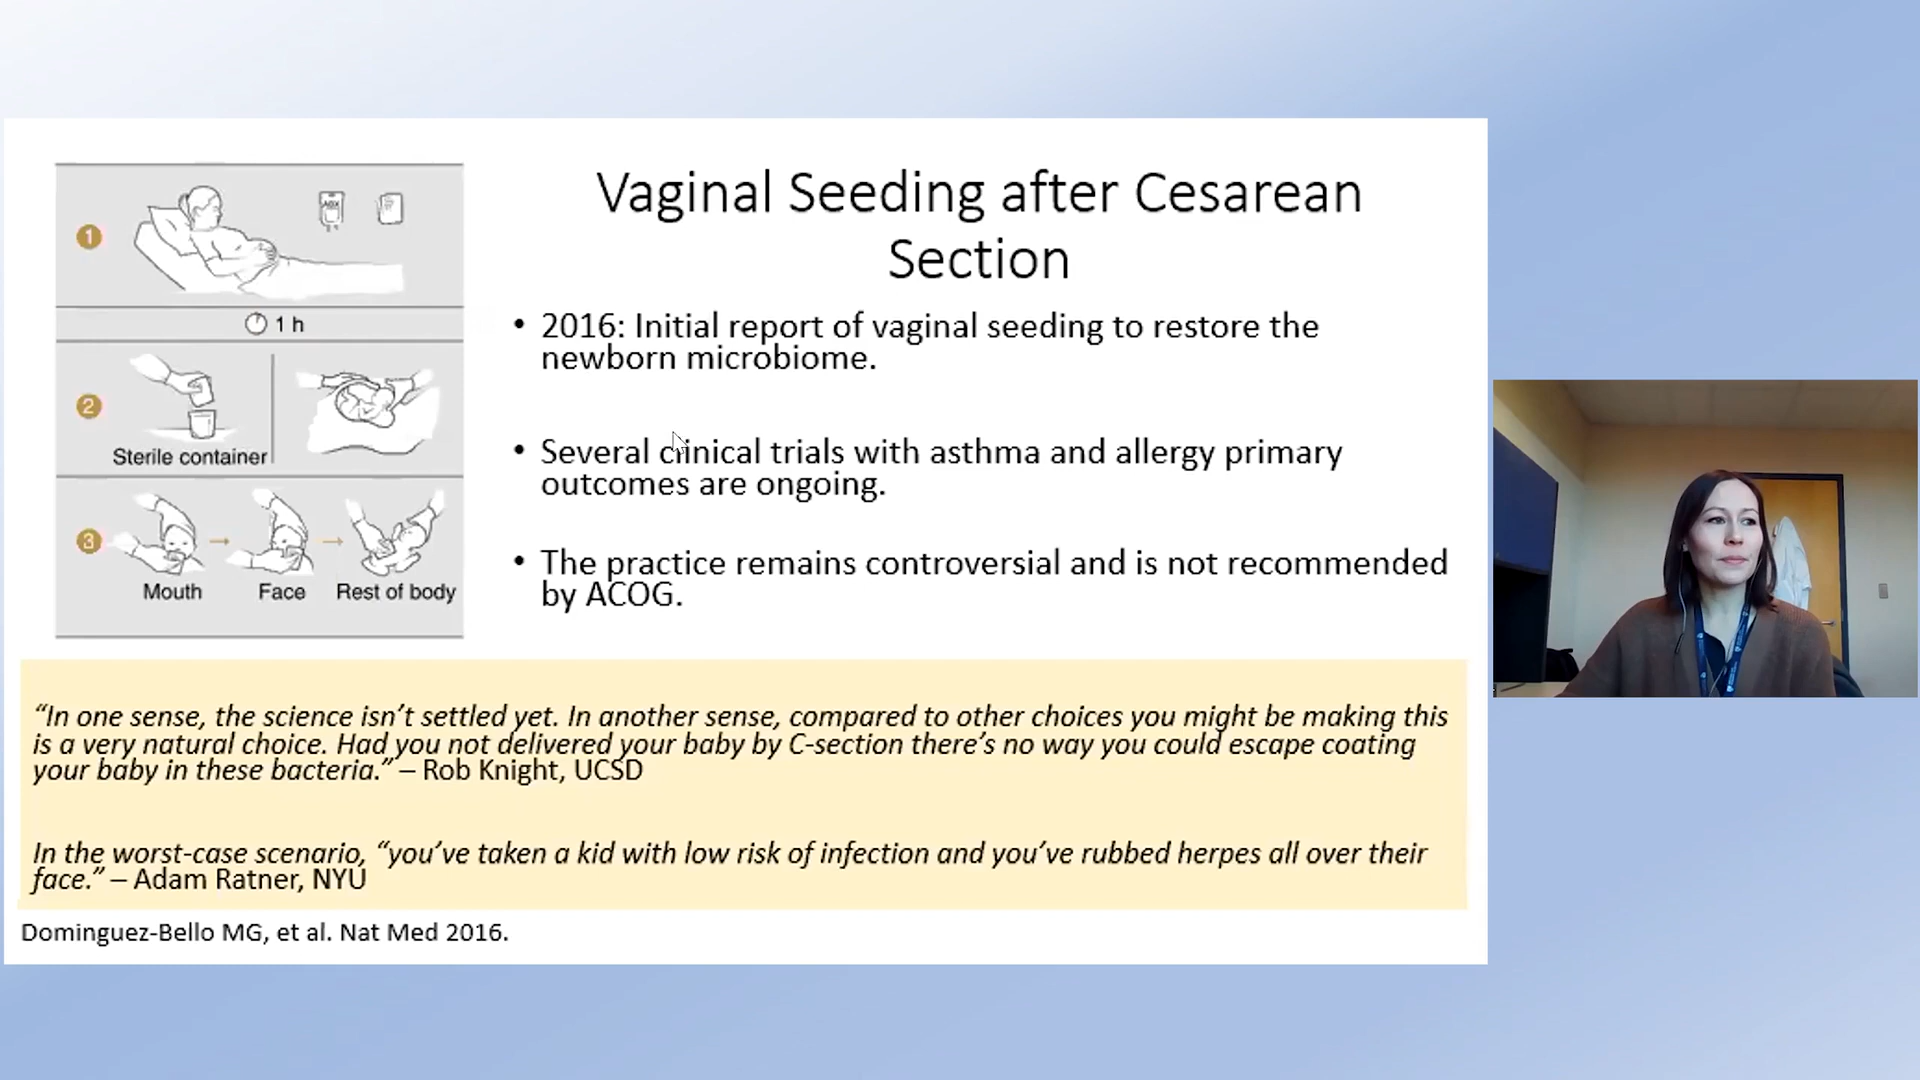 Vaginal Seeding after Cesarean
Section
1
1 h
2
Sterile container
3
Mouth
Face
Rest of body
• 2016: Initial report of vaginal seeding to restore the
newborn microbiome.
• Several clinical trials with asthma and allergy primary
outcomes are ongoing.
• The practice remains controversial and is not recommended
by ACOG.
“In one sense, the science isn’t settled yet. In another sense, compared to other choices you might be making this
is a very natural choice. Had you not delivered your baby by C-section there’s no way you could escape coating
your baby in these bacteria.” – Rob Knight, UCSD
In the worst-case scenario, “you’ve taken a kid with low risk of infection and you’ve rubbed herpes all over their
face.” – Adam Ratner, NYU
Dominguez-Bello MG, et al. Nat Med 2016.